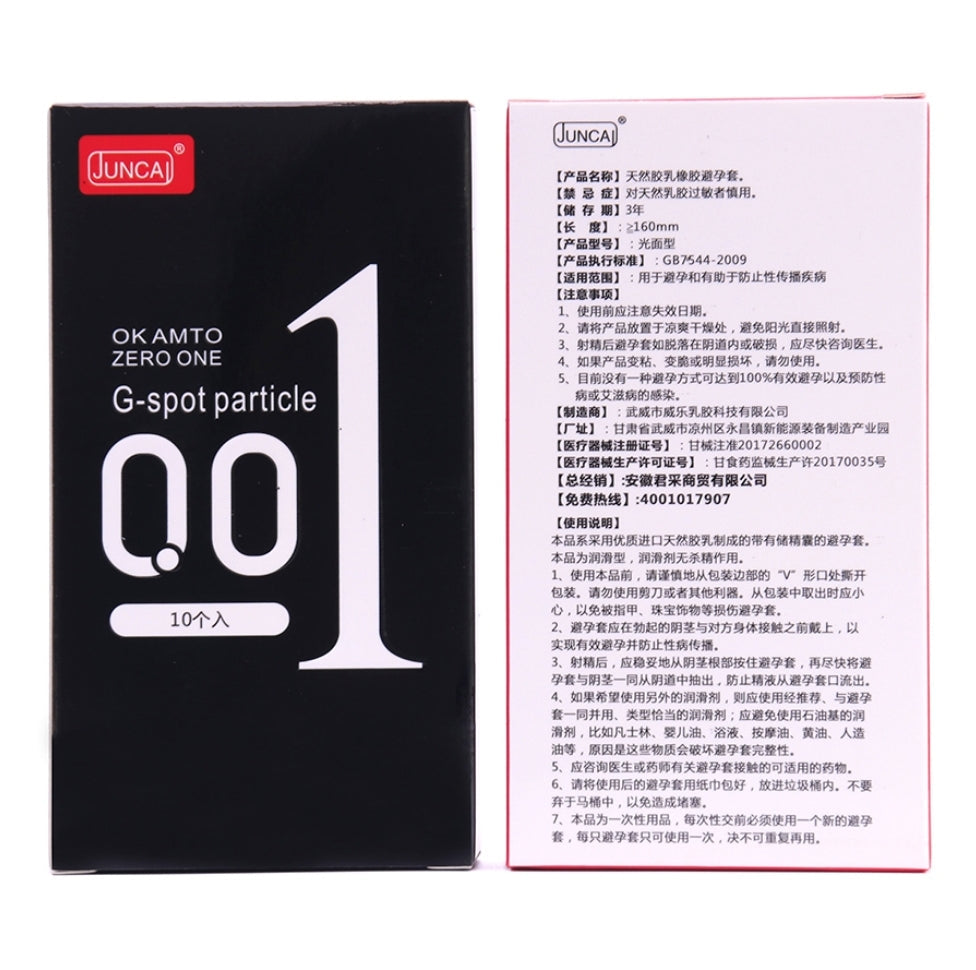 JUNCAI®
OK AMTO
ZERO ONE
G-spot particle
0.01
10个入
JUNCAI®
【产品名称】天然胶乳橡胶避孕套。
【禁 忌 症】对天然乳胶过敏者慎用。
【储 存 期】3年
【长 度】：≧160mm
【产品型号】：光面型
【产品执行标准】：GB7544-2009
【适用范围】：用于避孕和有助于防止性传播疾病
【注意事项】
1、使用前应注意失效日期。
2、请将产品放置于凉爽干燥处，避免阳光直接照射。
3、射精后避孕套如脱落在阴道内或破损，应尽快咨询医生。
4、如果产品变粘、变脆或明显损坏，请勿使用。
5、目前没有一种避孕方式可达到100%有效避孕以及预防性
病或艾滋病的感染。
【制造商】：武威市威乐乳胶科技有限公司
【厂址】：甘肃省武威市凉州区永昌镇新能源装备制造产业园
【医疗器械注册证号】：甘械注准20172660002
【医疗器械生产许可证号】：甘食药监械生产许20170035号
【总经销】:安徽君采商贸有限公司
【免费热线】:4001017907
【使用说明】
本品系采用优质进口天然胶乳制成的带有储精囊的避孕套。
本品为润滑型，润滑剂无杀精作用。
1、使用本品前，请谨慎地从包装边部的“V”形口处撕开
包装。请勿使用剪刀或者其他利器。从包装中取出时应小
心，以免被指甲、珠宝饰物等损伤避孕套。
2、避孕套应在勃起的阴茎与对方身体接触之前戴上，以
实现有效避孕并防止性病传播。
3、射精后，应稳妥地从阴茎根部按住避孕套，再尽快将避
孕套与阴茎一同从阴道中抽出，防止精液从避孕套口流出。
4、如果希望使用另外的润滑剂，则应使用经推荐、与避孕
套一同并用、类型恰当的润滑剂；应避免使用石油基的润
滑剂，比如凡士林、婴儿油、浴液、按摩油、黄油、人造
油等，原因是这些物质会破坏避孕套完整性。
5、应咨询医生或药师有关避孕套接触的可适用的药物。
6、请将使用后的避孕套用纸巾包好，放进垃圾桶内。不要
弃于马桶中，以免造成堵塞。
7、本品为一次性用品，每次性交前必须使用一个新的避孕
套，每只避孕套只可使用一次，决不可重复再用。